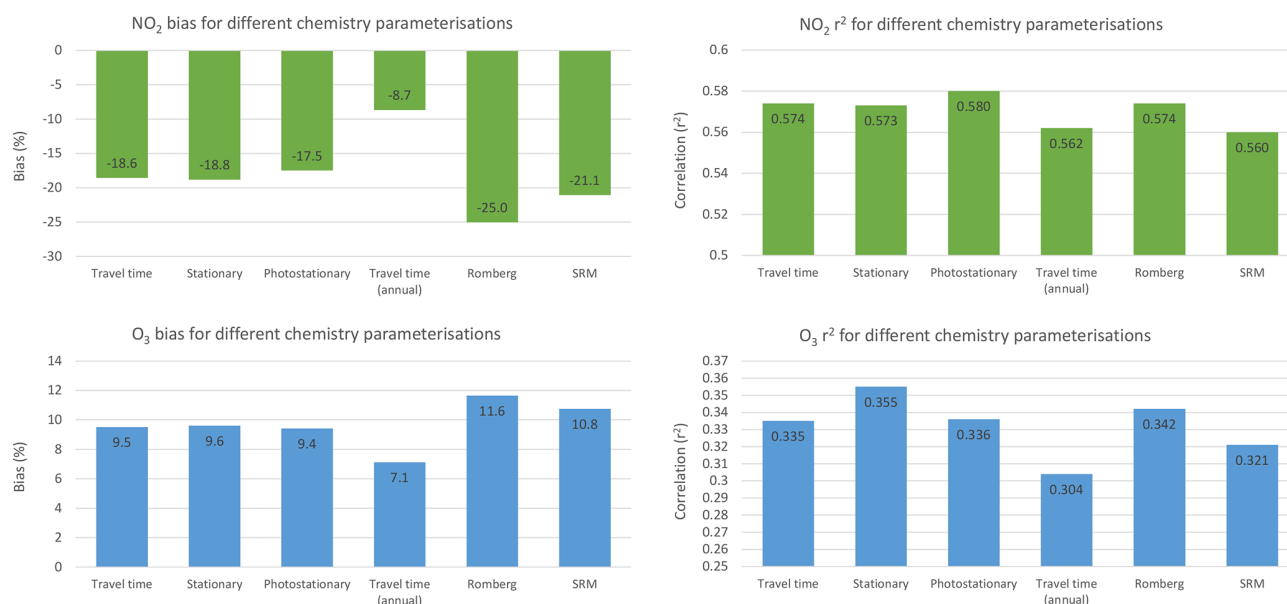 NO₂ bias for different chemistry parameterisations
0
-5
-10
-15
-20
-25
-30
Bias (%)
-18.6
-18.8
-17.5
-8.7
-25.0
-21.1
Travel time
Stationary
Photostationary
Travel time
(annual)
Romberg
SRM
NO₂ r² for different chemistry parameterisations
0.6
0.58
0.56
0.54
0.52
0.5
Correlation (r²)
0.574
0.573
0.580
0.562
0.574
0.560
Travel time
Stationary
Photostationary
Travel time
(annual)
Romberg
SRM
O₃ bias for different chemistry parameterisations
14
12
10
8
6
4
2
0
Bias (%)
9.5
9.6
9.4
7.1
11.6
10.8
Travel time
Stationary
Photostationary
Travel time
(annual)
Romberg
SRM
O₃ r² for different chemistry parameterisations
0.37
0.36
0.35
0.34
0.33
0.32
0.31
0.3
0.29
0.28
0.27
0.26
0.25
Correlation (r²)
0.335
0.355
0.336
0.304
0.342
0.321
Travel time
Stationary
Photostationary
Travel time
(annual)
Romberg
SRM